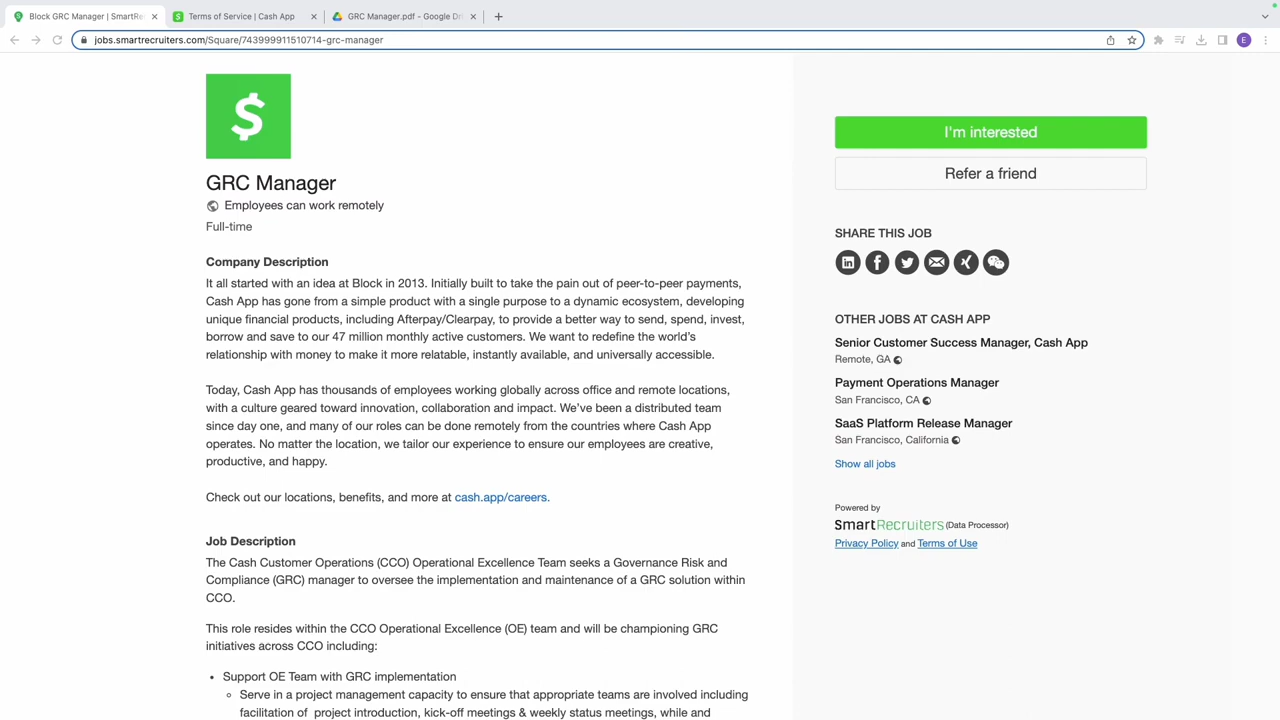 Block GRC Manager | SmartRe
Terms of Service | Cash App
GRC Manager.pdf - Google Dr
jobs.smartrecruiters.com/Square/743999911510714-grc-manager
E
$
GRC Manager
Employees can work remotely
Full-time
Company Description
It all started with an idea at Block in 2013. Initially built to take the pain out of peer-to-peer payments,
Cash App has gone from a simple product with a single purpose to a dynamic ecosystem, developing
unique financial products, including Afterpay/Clearpay, to provide a better way to send, spend, invest,
borrow and save to our 47 million monthly active customers. We want to redefine the world's
relationship with money to make it more relatable, instantly available, and universally accessible.
Today, Cash App has thousands of employees working globally across office and remote locations,
with a culture geared toward innovation, collaboration and impact. We've been a distributed team
since day one, and many of our roles can be done remotely from the countries where Cash App
operates. No matter the location, we tailor our experience to ensure our employees are creative,
productive, and happy.
Check out our locations, benefits, and more at cash.app/careers.
Job Description
The Cash Customer Operations (CCO) Operational Excellence Team seeks a Governance Risk and
Compliance (GRC) manager to oversee the implementation and maintenance of a GRC solution within
CCO.
This role resides within the CCO Operational Excellence (OE) team and will be championing GRC
initiatives across CCO including:
• Support OE Team with GRC implementation
◦ Serve in a project management capacity to ensure that appropriate teams are involved including
facilitation of project introduction, kick-off meetings & weekly status meetings, while and
I'm interested
Refer a friend
SHARE THIS JOB
OTHER JOBS AT CASH APP
Senior Customer Success Manager, Cash App
Remote, GA
Payment Operations Manager
San Francisco, CA
SaaS Platform Release Manager
San Francisco, California
Show all jobs
Powered by
SmartRecruiters (Data Processor)
Privacy Policy and Terms of Use